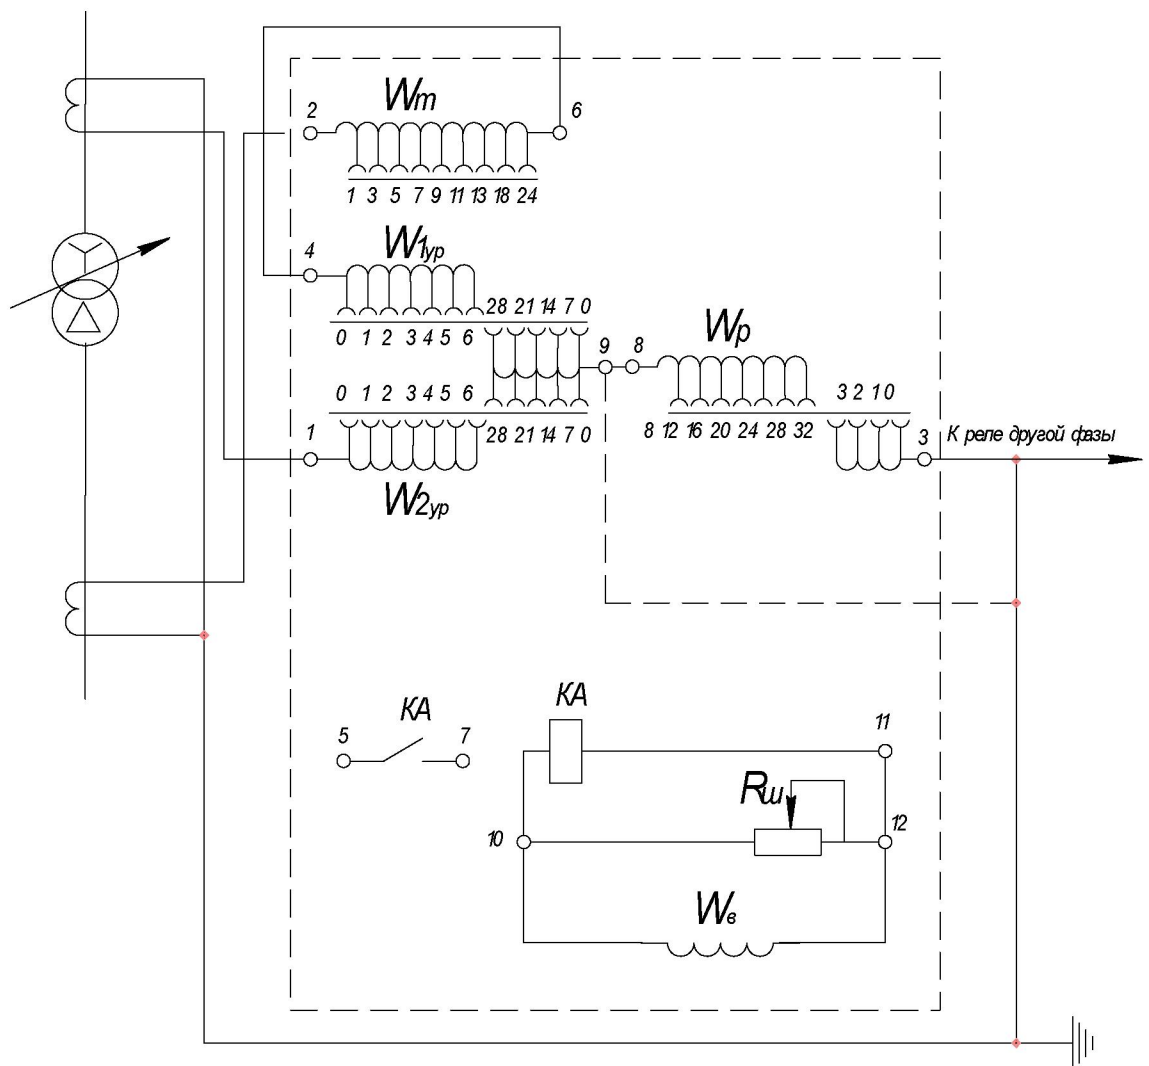 Wт
2 6
1 3 5 7 9 11 13 18 24
4 W1ур
28 21 14 7 0
0 1 2 3 4 5 6
Wр
9 8
0 1 2 3 4 5 6
3 2 1 0
1 28 21 14 7 0
8 12 16 20 24 28 32
3 К реле другой фазы
W2ур
КА
КА
5 7
11
Rш
10 12
Wв